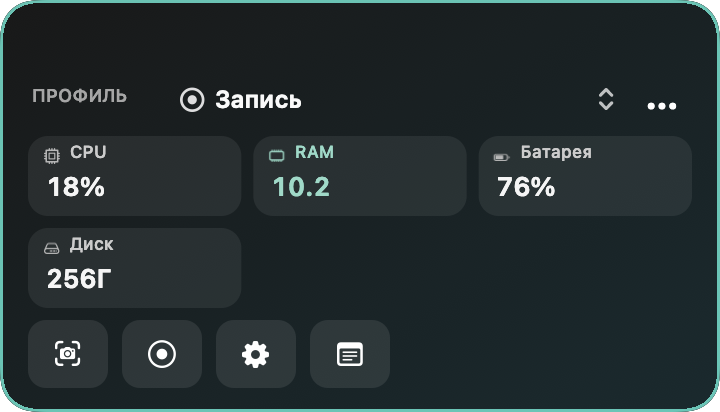 ПРОФИЛЬ Запись
CPU RAM Батарея
18% 10.2 76%
Диск
256Г